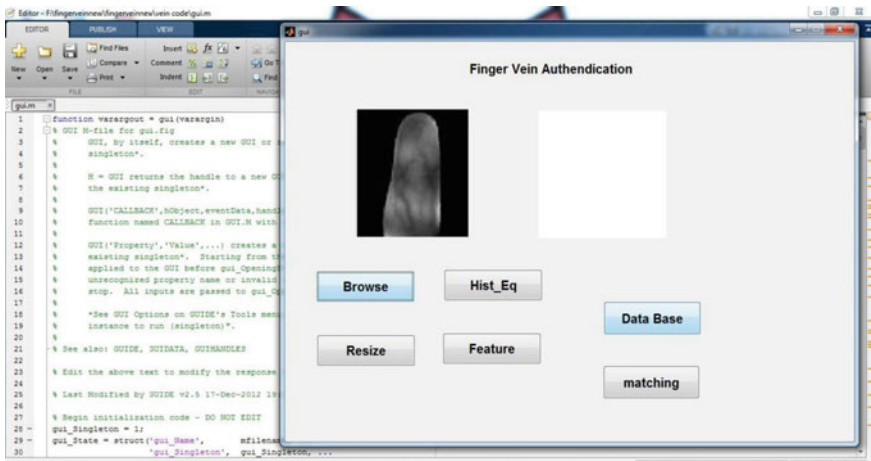 Editor - F:\fingerveinnew\fingerveinnew\vein code\gui.m
EDITOR PUBLISH VIEW
New Open Save
Find Files
Compare
Print
Insert fx
Comment
Indent
Go T
Find
FILE EDIT NAVIGA
gui.m
1 function varargout = gui(varargin)
2 % GUI M-file for gui.fig
3 % GUI, by itself, creates a new GUI or
4 % singleton*.
5 %
6 % H = GUI returns the handle to a new GU
7 % the existing singleton*.
8 %
9 % GUI('CALLBACK',hObject,eventData,handl
10 % function named CALLBACK in GUI.M with
11 %
12 % GUI('Property','Value',...) creates a
13 % existing singleton*. Starting from th
14 % applied to the GUI before gui_Opening
15 % unrecognized property name or invalid
16 % stop. All inputs are passed to gui_Op
17 %
18 % *See GUI Options on GUIDE's Tools menu
19 % instance to run (singleton)".
20 %
21 % See also: GUIDE, GUIDATA, GUIHANDLES
22
23 % Edit the above text to modify the response
24
25 % Last Modified by GUIDE v2.5 17-Dec-2012 19
26
27 % Begin initialization code - DO NOT EDIT
28 - gui_Singleton = 1;
29 - gui_State = struct('gui_Name', mfilenam
30 'gui_Singleton', gui_Singleton, ...
gui
Finger Vein Authendication
Browse
Hist_Eq
Data Base
Resize
Feature
matching